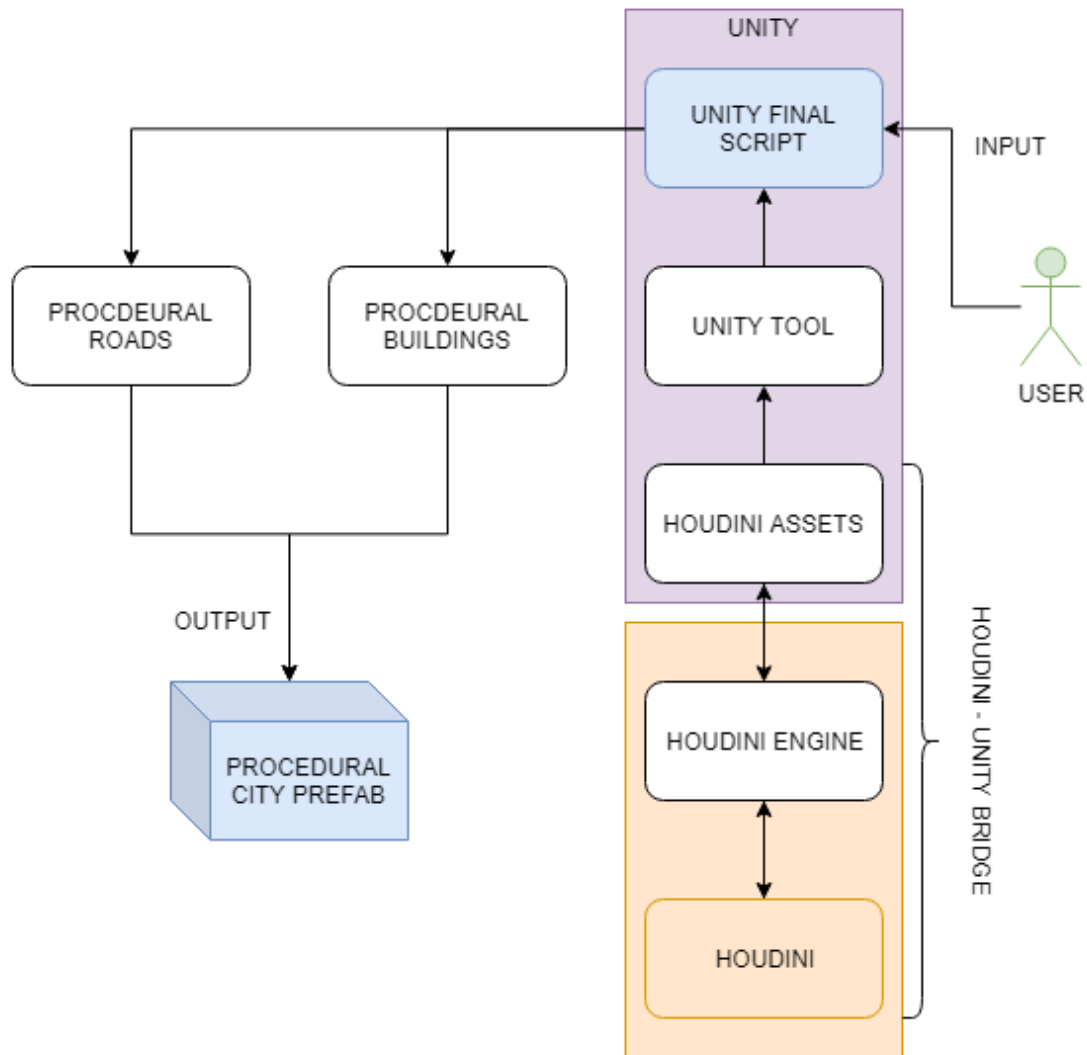 UNITY
UNITY FINAL
SCRIPT
INPUT
PROCDEURAL
ROADS
PROCDEURAL
BUILDINGS
UNITY TOOL
USER
HOUDINI ASSETS
OUTPUT
HOUDINI - UNITY BRIDGE
HOUDINI ENGINE
PROCEDURAL
CITY PREFAB
HOUDINI